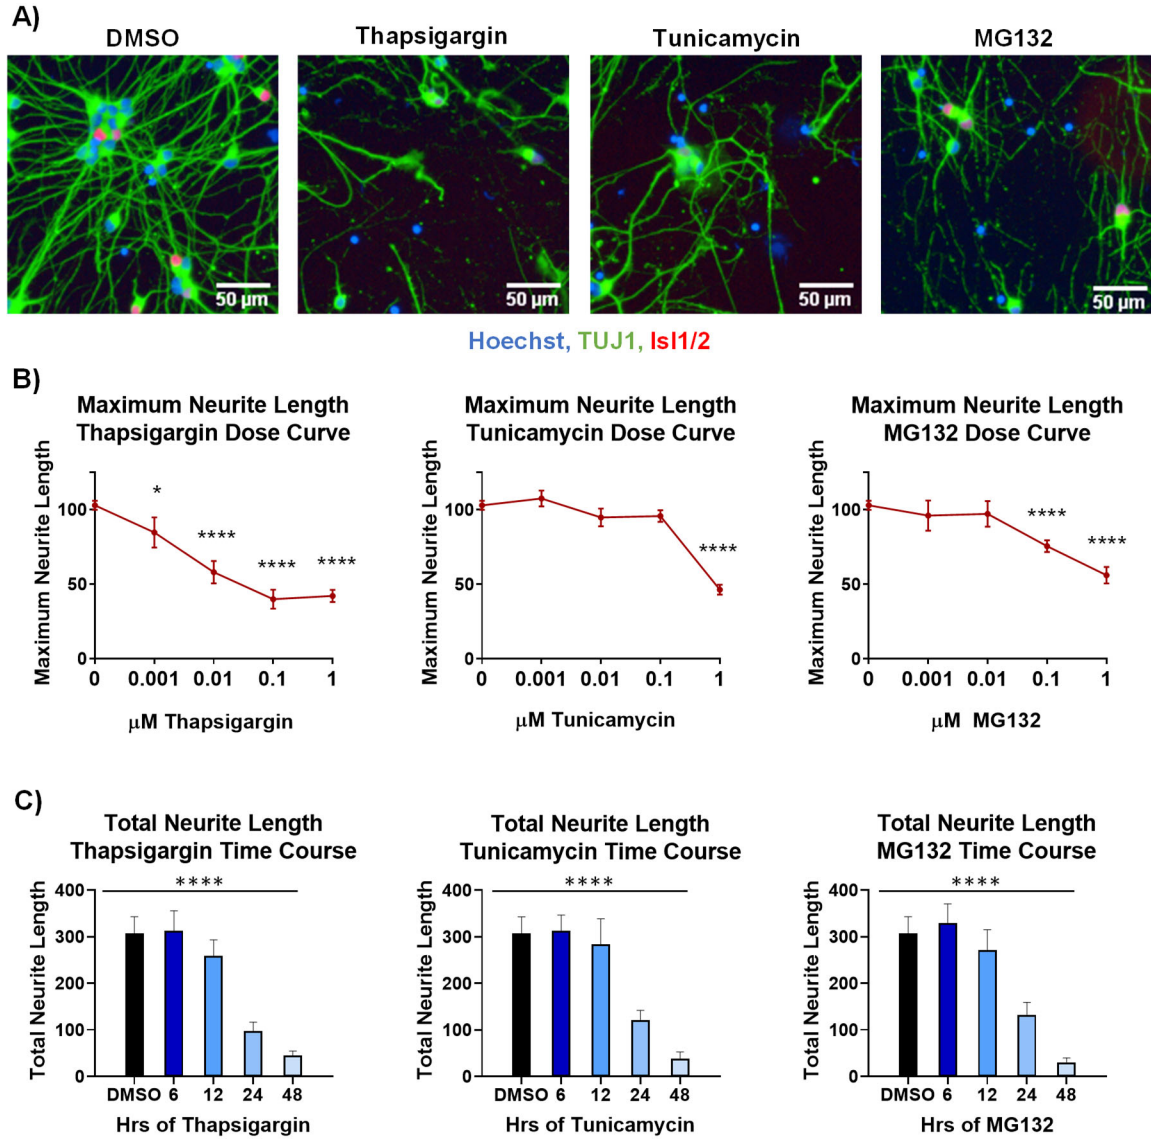 A)
DMSO
Thapsigargin
Tunicamycin
MG132
50 µm
50 µm
50 µm
50 µm
Hoechst, TUJ1, Isl1/2
B)
Maximum Neurite Length
Thapsigargin Dose Curve
Maximum Neurite Length
100
50
0
*
****
****
****
0 0.001 0.01 0.1 1
µM Thapsigargin
Maximum Neurite Length
Tunicamycin Dose Curve
Maximum Neurite Length
100
50
0
****
0 0.001 0.01 0.1 1
µM Tunicamycin
Maximum Neurite Length
MG132 Dose Curve
Maximum Neurite Length
100
50
0
****
****
0 0.001 0.01 0.1 1
µM MG132
C)
Total Neurite Length
Thapsigargin Time Course
Total Neurite Length
400
300
200
100
0
****
DMSO 6 12 24 48
Hrs of Thapsigargin
Total Neurite Length
Tunicamycin Time Course
Total Neurite Length
400
300
200
100
0
****
DMSO 6 12 24 48
Hrs of Tunicamycin
Total Neurite Length
MG132 Time Course
Total Neurite Length
400
300
200
100
0
****
DMSO 6 12 24 48
Hrs of MG132